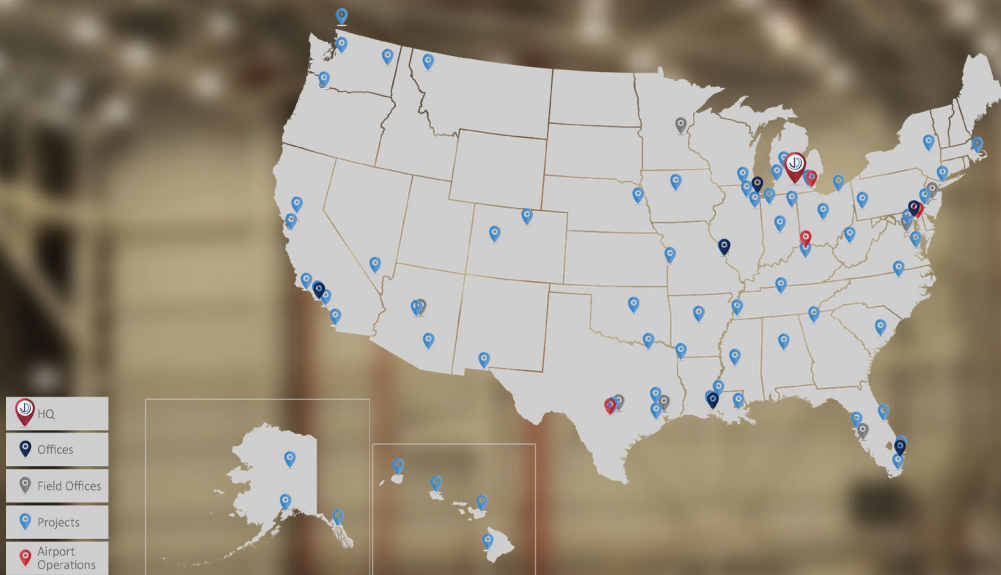 HQ
Offices
Field Offices
Projects
Airport
Operations